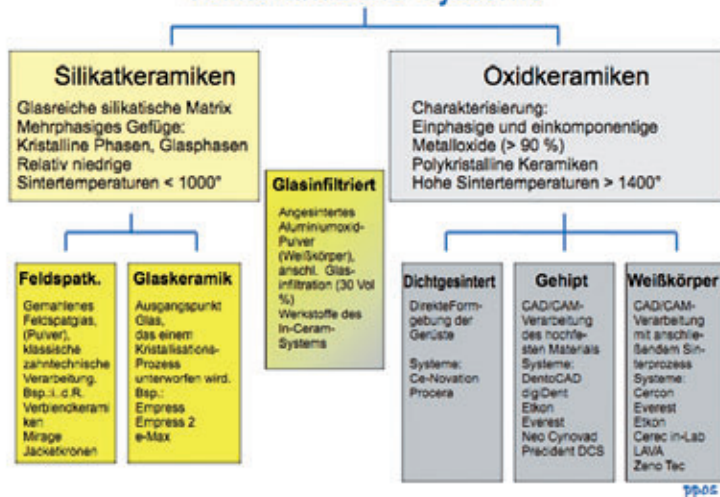 Silikatkeramiken
Glasreiche silikatische Matrix
Mehrphasiges Gefüge:
Kristalline Phasen, Glasphasen
Relativ niedrige
Sintertemperaturen < 1000°
Oxidkeramiken
Charakterisierung:
Einphasige und einkomponentige
Metalloxide (> 90 %)
Polykristalline Keramiken
Hohe Sintertemperaturen > 1400°
Glasinfiltriert
Angesintertes
Aluminiumoxid-
Pulver
(Weißkörper),
anschl. Glas-
infiltration (30 Vol
%)
Werkstoffe des
In-Ceram-
Systems
Feldspatk.
Gemahlenes
Feldspatglas,
(Pulver),
klassische
zahntechnische
Verarbeitung.
Bsp.:i..d.R.
Verblendkerami
ken
Mirage
Jacketkronen
Glaskeramik
Ausgangspunkt
Glas,
das einem
Kristallisations-
Prozess
unterworfen wird.
Bsp.:
Empress
Empress 2
e-Max
Dichtgesintert
DirekteForm-
gebung der
Gerüste
Systeme:
Ce-Novation
Procera
Gehipt
CAD/CAM-
Verarbeitung
des hochfe-
sten Materials
Systeme:
DentoCAD
digiDent
Etkon
Everest
Neo Cynovad
Precident DCS
Weißkörper
CAD/CAM-
Verarbeitung
mit anschlie-
ßendem Sin-
terprozess
Systeme:
Cercon
Everest
Etkon
Cerec in-Lab
LAVA
Zeno Tec